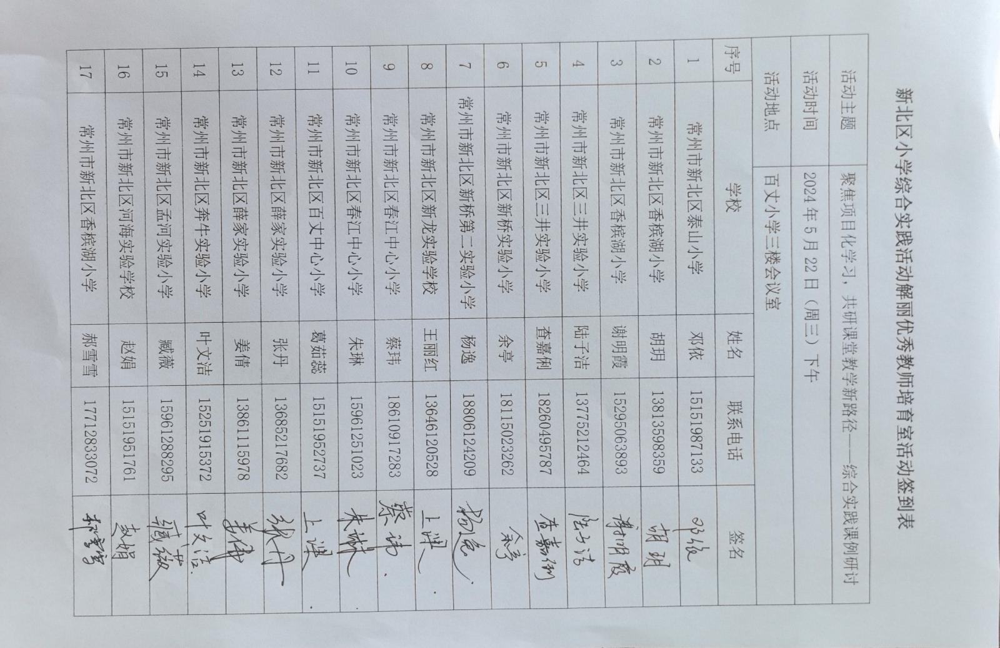 新北区小学综合实践活动解丽优秀教师培育室活动签到表
活动主题 聚焦项目化学习，共研课堂教学新路径——综合实践课例研讨
活动时间 2024年5月22日（周三）下午
活动地点 百丈小学三楼会议室
序号 学校 姓名 联系电话 签名
1 常州市新北区泰山小学 邓依 15151987133 邓依
2 常州市新北区香槟湖小学 胡玥 13813598359 胡玥
3 常州市新北区香槟湖小学 谢明霞 15295063893 谢明霞
4 常州市新北区三井实验小学 陆子洁 13775212464 陆子洁
5 常州市新北区三井实验小学 查嘉俐 18260495787 查嘉俐
6 常州市新北区新桥实验小学 余亭 18115023262 余亭
7 常州市新北区新桥第二实验小学 杨逸 18806124209 杨逸
8 常州市新北区新龙实验学校 王丽红 13646120528 上课
9 常州市新北区春江中心小学 蔡玮 18610917283 蔡玮
10 常州市新北区春江中心小学 朱琳 15961251023 朱琳
11 常州市新北区百丈中心小学 葛茹蕊 15151952737 上课
12 常州市新北区薛家实验小学 张丹 13685217682 张丹
13 常州市新北区薛家实验小学 姜倩 13861115978 姜倩
14 常州市新北区奔牛实验小学 叶文洁 15251915372 叶文洁
15 常州市新北区孟河实验小学 臧薇 15961288295 臧薇
16 常州市新北区河海实验学校 赵娟 15151951761 赵娟
17 常州市新北区香槟湖小学 郝雪雪 17712833072 郝雪雪